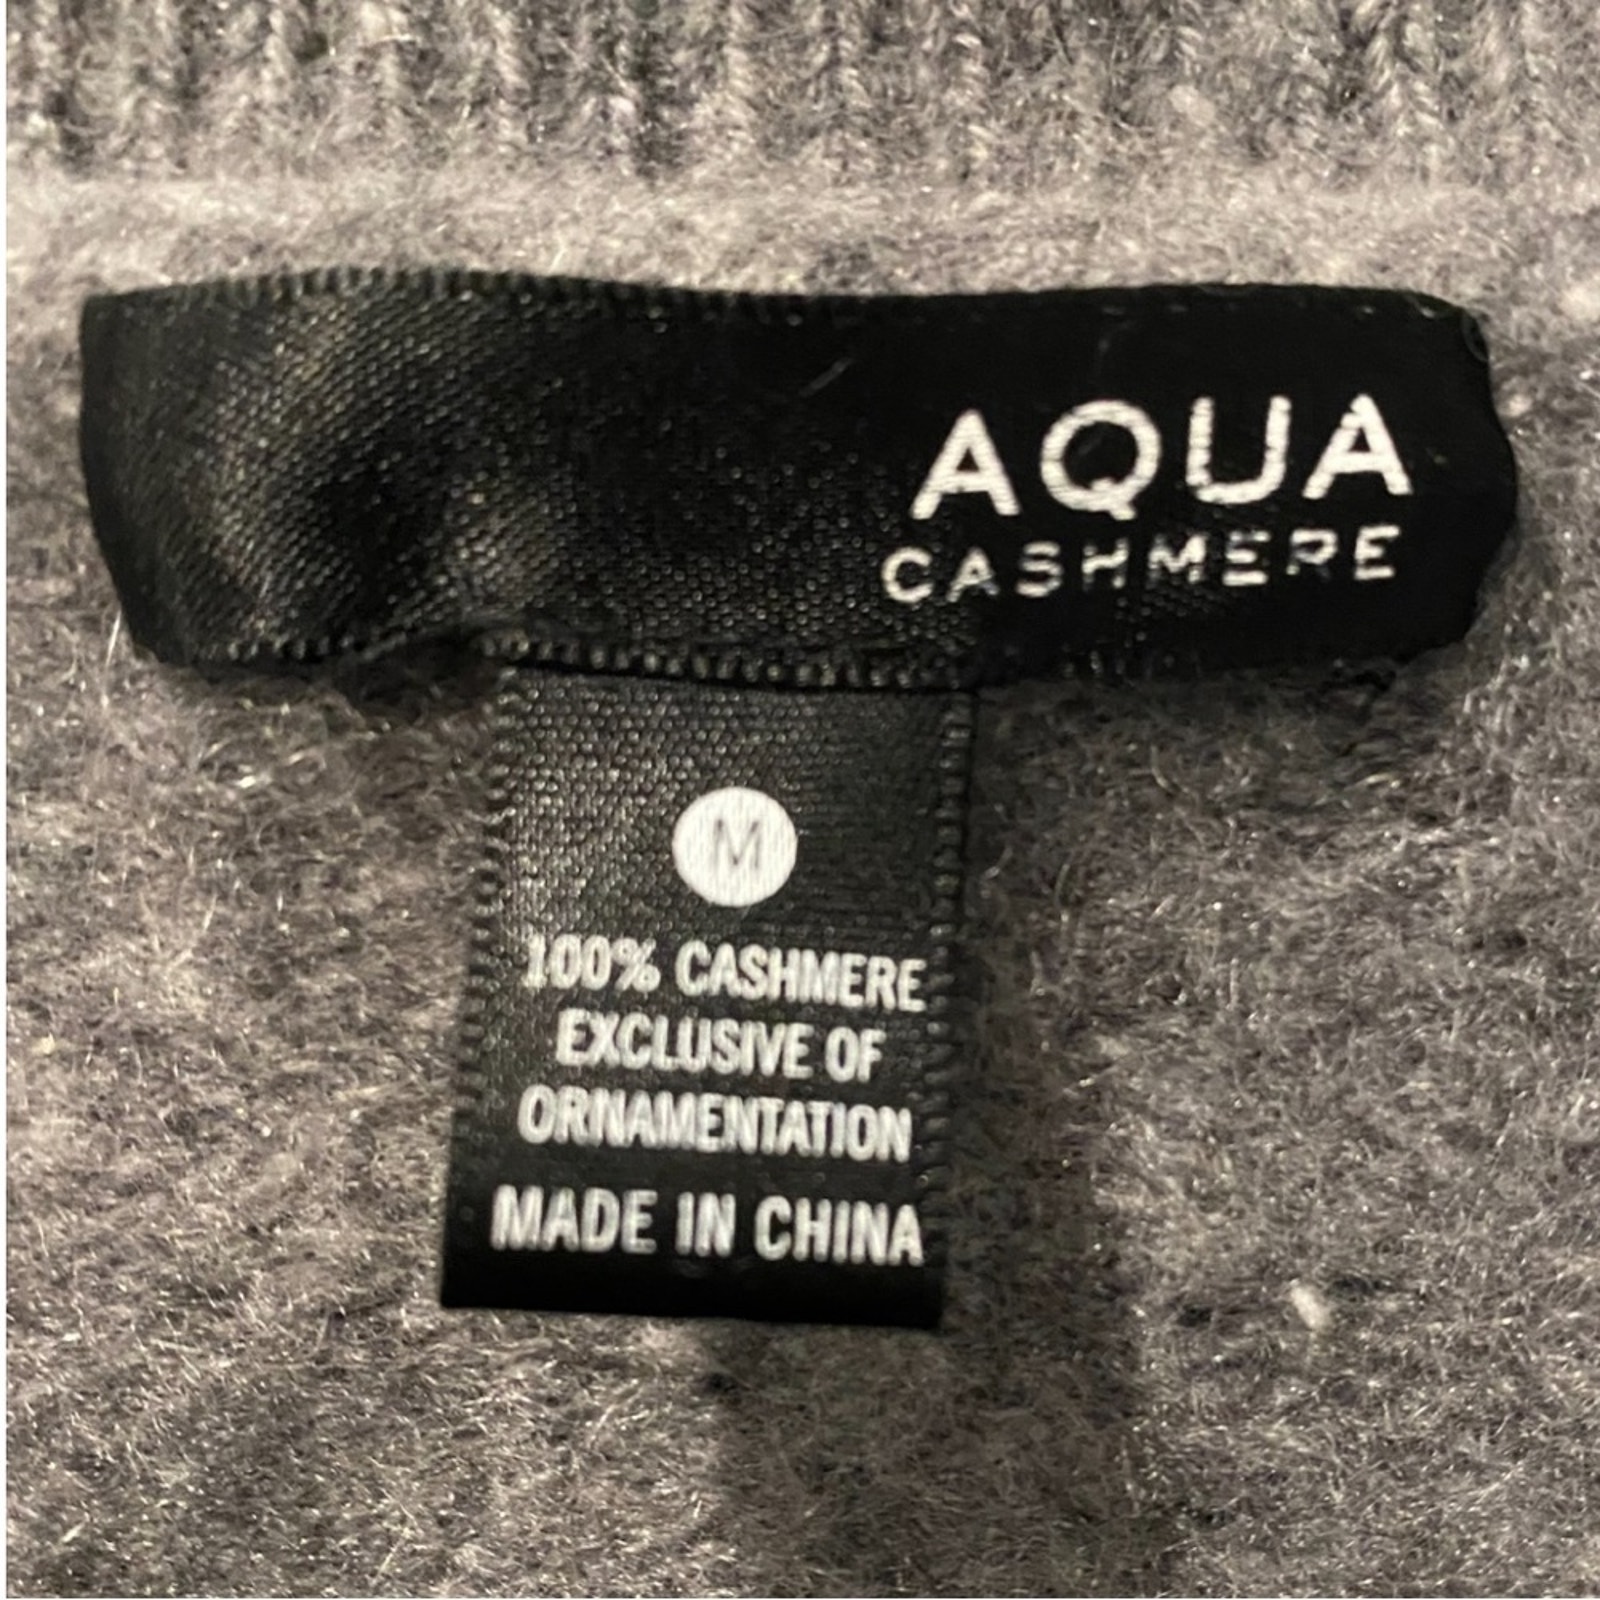 AQUA
CASHMERE
M
100% CASHMERE
EXCLUSIVE OF
ORNAMENTATION
MADE IN CHINA